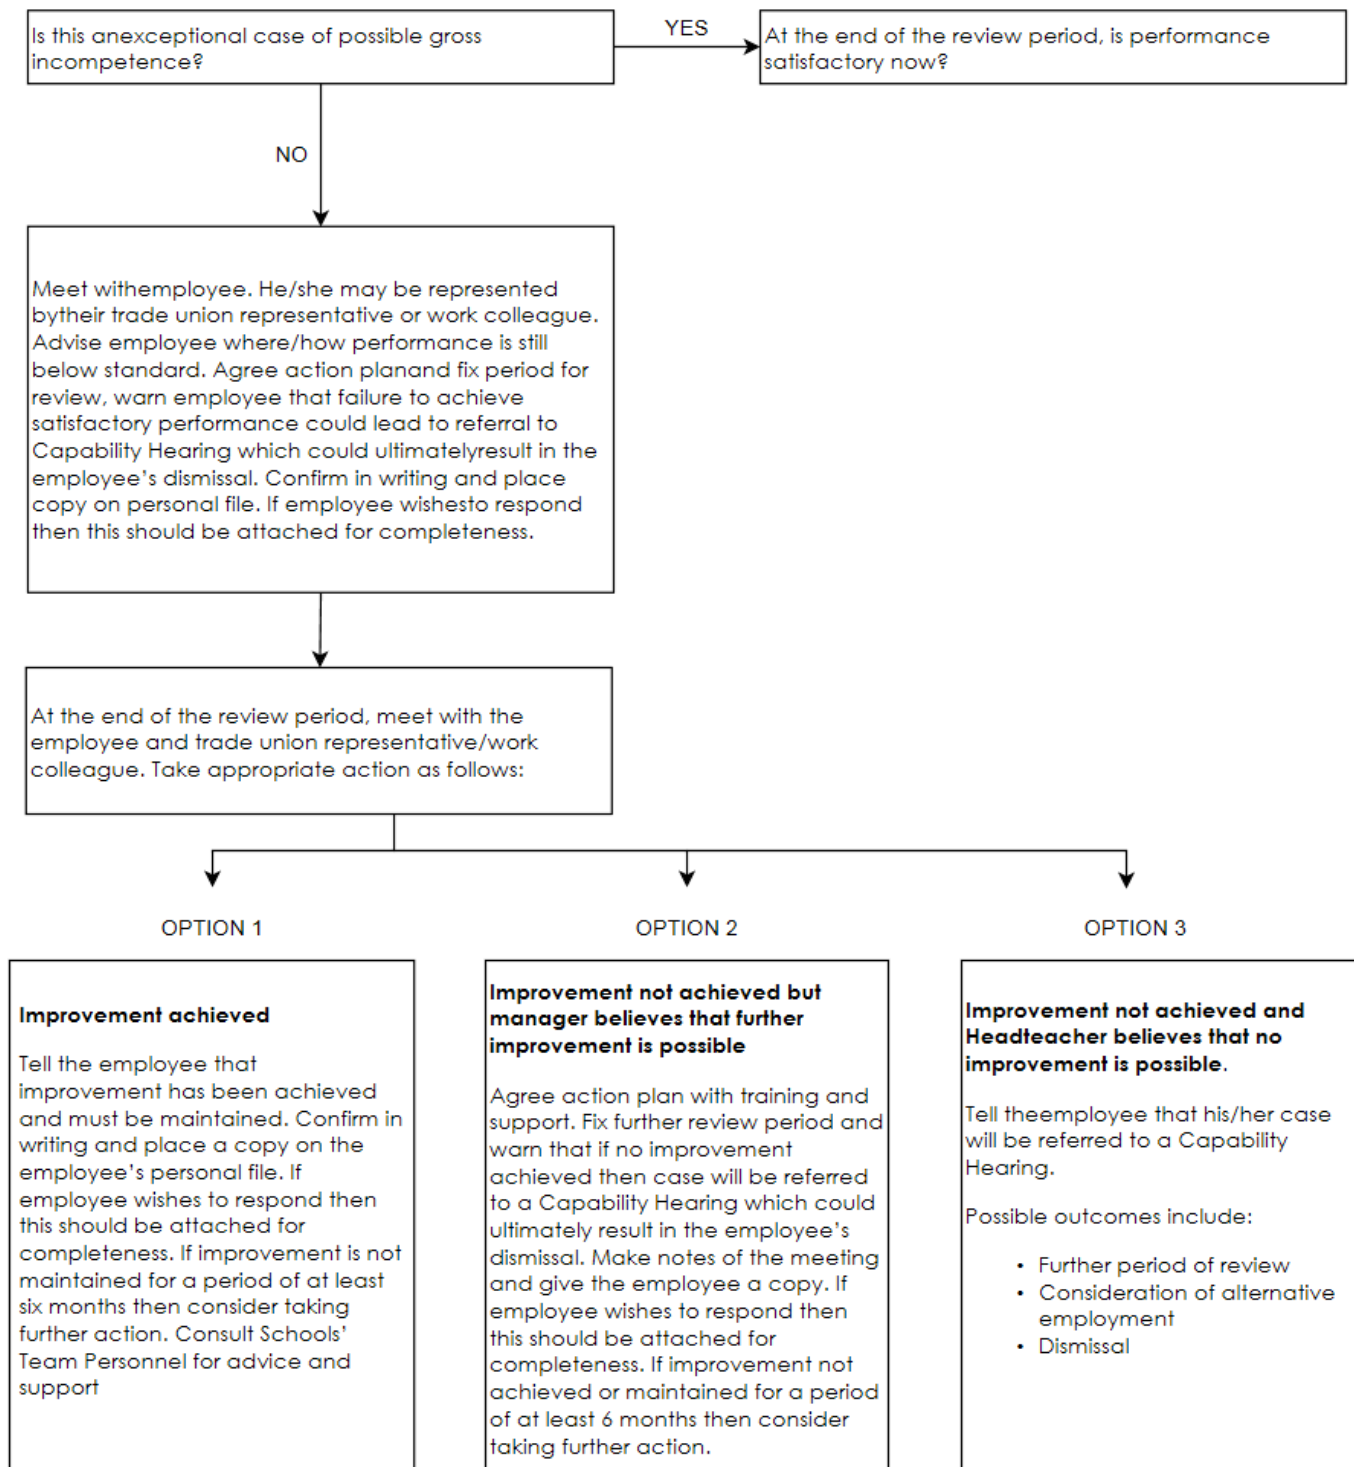 Is this anexceptional case of possible gross
incompetence?
YES
At the end of the review period, is performance
satisfactory now?
NO
Meet withemployee. He/she may be represented
bytheir trade union representative or work colleague.
Advise employee where/how performance is still
below standard. Agree action planand fix period for
review, warn employee that failure to achieve
satisfactory performance could lead to referral to
Capability Hearing which could ultimatelyresult in the
employee's dismissal. Confirm in writing and place
copy on personal file. If employee wishesto respond
then this should be attached for completeness.
At the end of the review period, meet with the
employee and trade union representative/work
colleague. Take appropriate action as follows:
OPTION 1
Improvement achieved
Tell the employee that
improvement has been achieved
and must be maintained. Confirm in
writing and place a copy on the
employee's personal file. If
employee wishes to respond then
this should be attached for
completeness. If improvement is not
maintained for a period of at least
six months then consider taking
further action. Consult Schools'
Team Personnel for advice and
support
OPTION 2
Improvement not achieved but
manager believes that further
improvement is possible
Agree action plan with training and
support. Fix further review period and
warn that if no improvement
achieved then case will be referred
to a Capability Hearing which could
ultimately result in the employee's
dismissal. Make notes of the meeting
and give the employee a copy. If
employee wishes to respond then
this should be attached for
completeness. If improvement not
achieved or maintained for a period
of at least 6 months then consider
taking further action.
OPTION 3
Improvement not achieved and
Headteacher believes that no
improvement is possible.
Tell theemployee that his/her case
will be referred to a Capability
Hearing.
Possible outcomes include:
• Further period of review
• Consideration of alternative
employment
• Dismissal